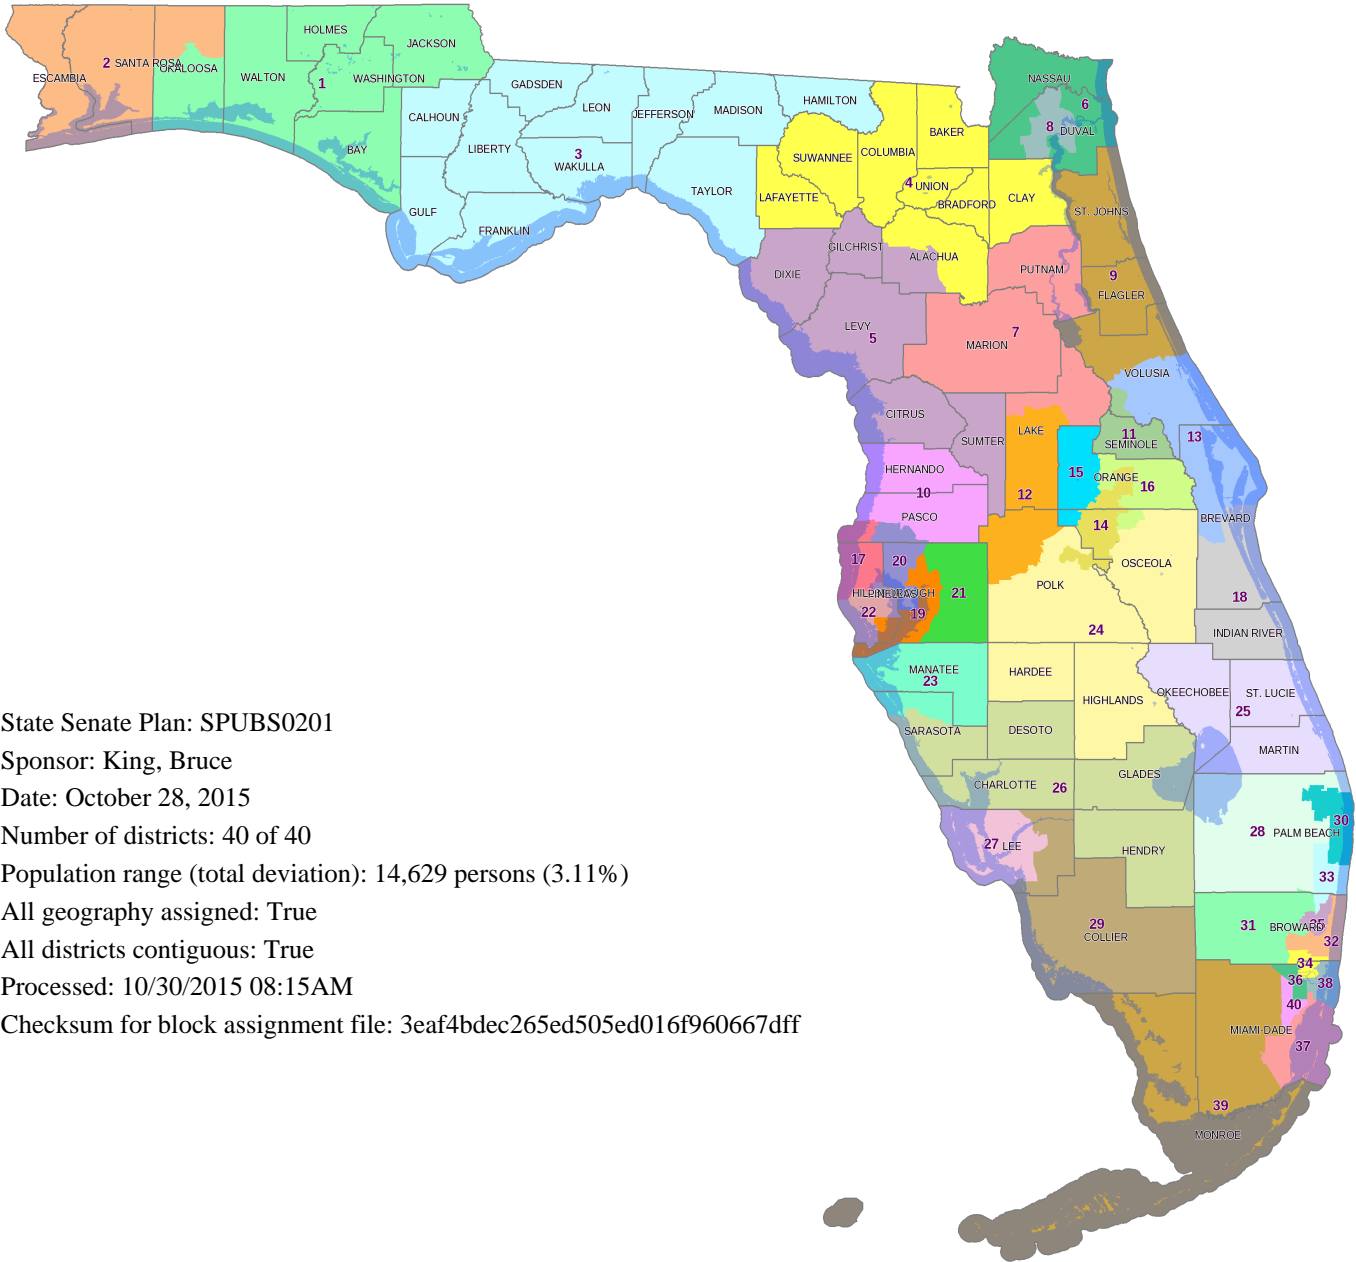 HOLMES
JACKSON
2
SANTA ROSA
OKALOOSA
ESCAMBIA
WALTON
1
WASHINGTON
GADSDEN
LEON
JEFFERSON
MADISON
HAMILTON
CALHOUN
BAY
LIBERTY
3
WAKULLA
TAYLOR
GULF
FRANKLIN
NASSAU
6
8
DUVAL
BAKER
COLUMBIA
SUWANNEE
4
UNION
LAFAYETTE
BRADFORD
CLAY
ST. JOHNS
GILCHRIST
ALACHUA
DIXIE
PUTNAM
9
FLAGLER
LEVY
5
MARION
7
VOLUSIA
CITRUS
SUMTER
LAKE
11
SEMINOLE
13
HERNANDO
10
12
15
ORANGE
16
PASCO
BREVARD
14
17
20
OSCEOLA
HILLSBOROUGH
PINELLAS
21
POLK
18
22
19
24
INDIAN RIVER
MANATEE
23
HARDEE
HIGHLANDS
OKEECHOBEE
ST. LUCIE
25
SARASOTA
DESOTO
MARTIN
CHARLOTTE
26
GLADES
27
LEE
HENDRY
28
PALM BEACH
30
33
29
COLLIER
31
BROWARD
35
32
34
36
38
40
MIAMI-DADE
37
39
MONROE
State Senate Plan: SPUBS0201
Sponsor: King, Bruce
Date: October 28, 2015
Number of districts: 40 of 40
Population range (total deviation): 14,629 persons (3.11%)
All geography assigned: True
All districts contiguous: True
Processed: 10/30/2015 08:15AM
Checksum for block assignment file: 3eaf4bdec265ed505ed016f960667dff